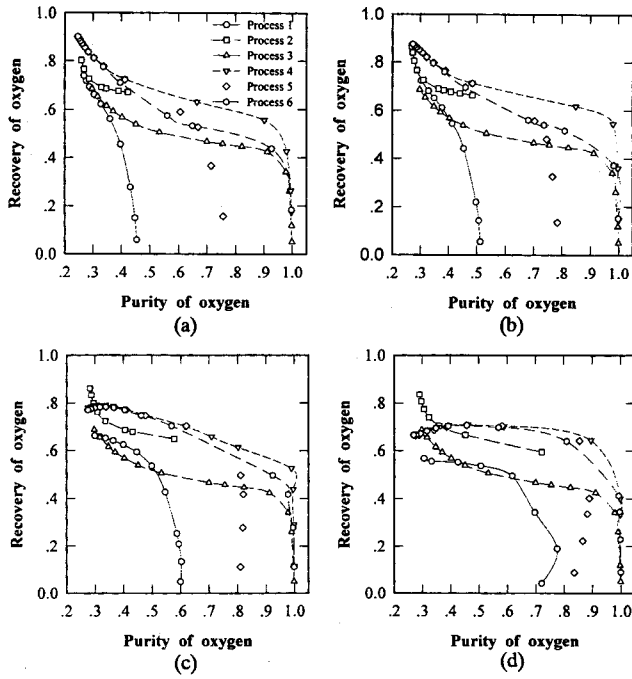 1.0
.8
.6
.4
.2
0.0
Recovery of oxygen
Process 1
Process 2
Process 3
Process 4
Process 5
Process 6
.2 .3 .4 .5 .6 .7 .8 .9 1.0
Purity of oxygen
(a)
1.0
.8
.6
.4
.2
0.0
Recovery of oxygen
.2 .3 .4 .5 .6 .7 .8 .9 1.0
Purity of oxygen
(b)
1.0
.8
.6
.4
.2
0.0
Recovery of oxygen
.2 .3 .4 .5 .6 .7 .8 .9 1.0
Purity of oxygen
(c)
1.0
.8
.6
.4
.2
0.0
Recovery of oxygen
.2 .3 .4 .5 .6 .7 .8 .9 1.0
Purity of oxygen
(d)